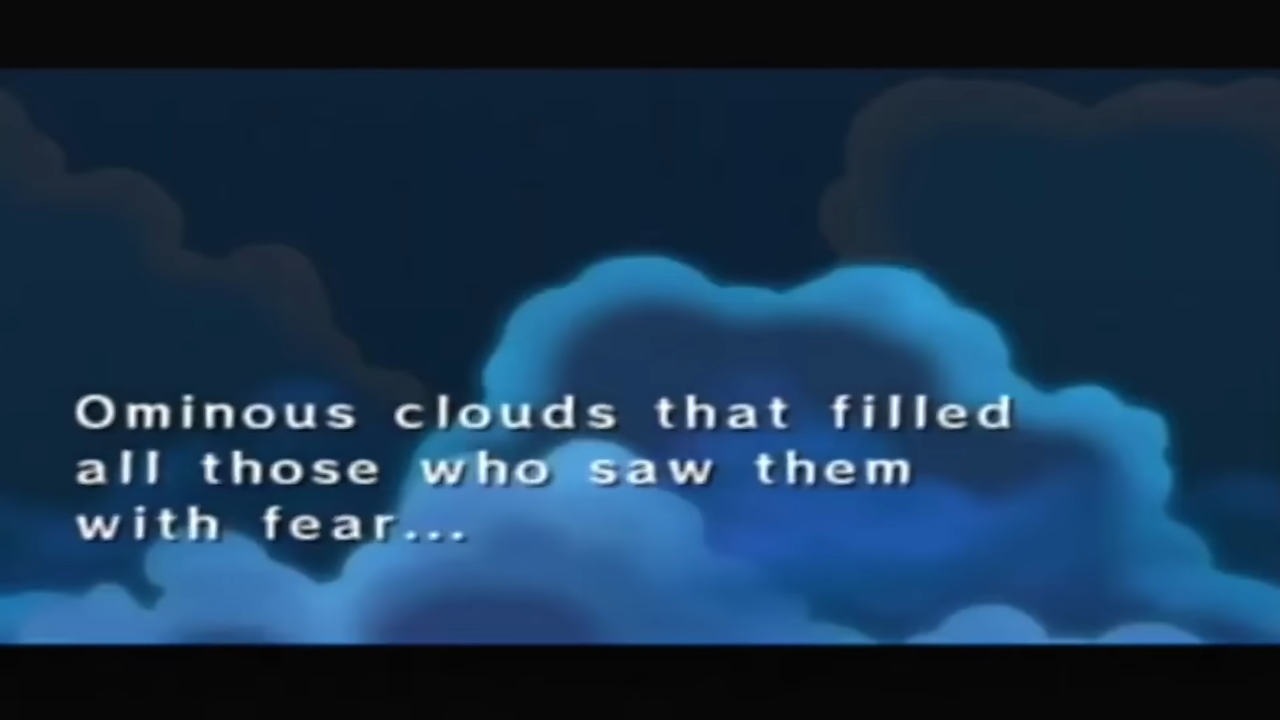 Ominous clouds that filled
all those who saw them
with fear...